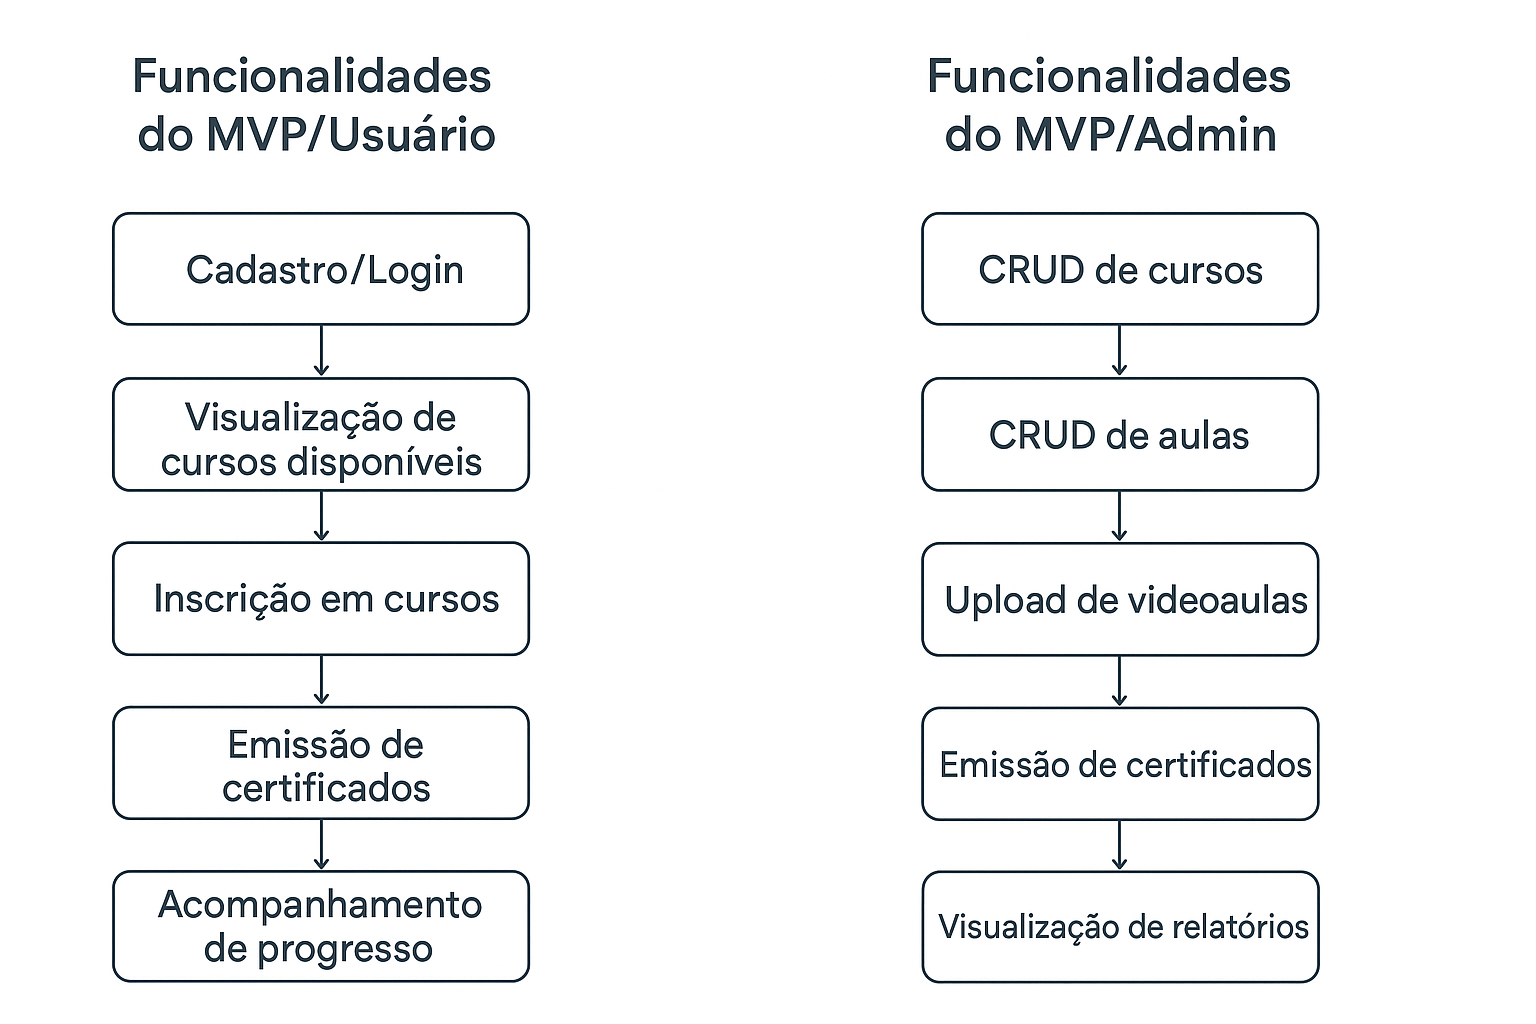 Funcionalidades
do MVP/Usuário
Cadastro/Login
Visualização de
cursos disponíveis
Inscrição em cursos
Emissão de
certificados
Acompanhamento
de progresso
Funcionalidades
do MVP/Admin
CRUD de cursos
CRUD de aulas
Upload de videoaulas
Emissão de certificados
Visualização de relatórios